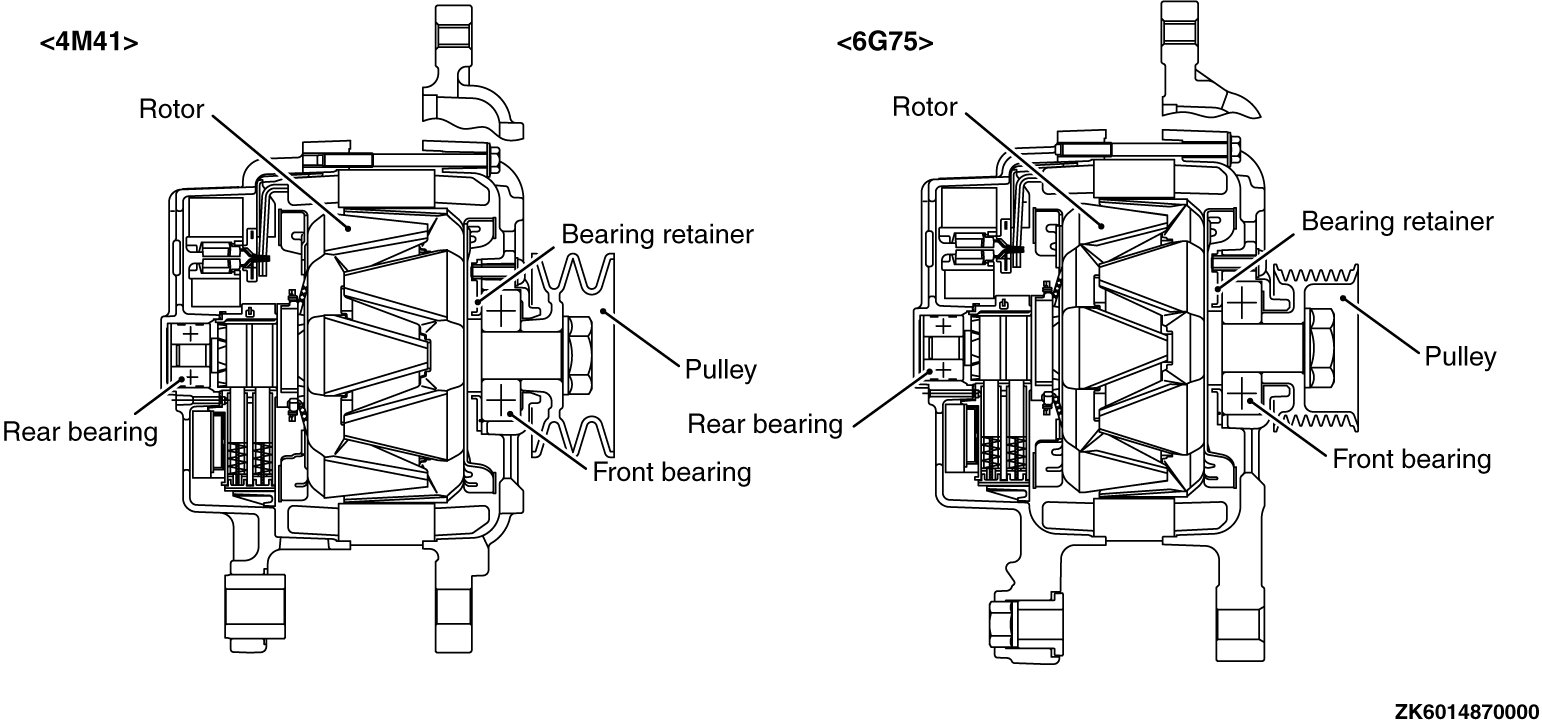 <4M41>
Rotor
Bearing retainer
Pulley
Rear bearing
Front bearing
<6G75>
Rotor
Bearing retainer
Pulley
Rear bearing
Front bearing
ZK6014870000